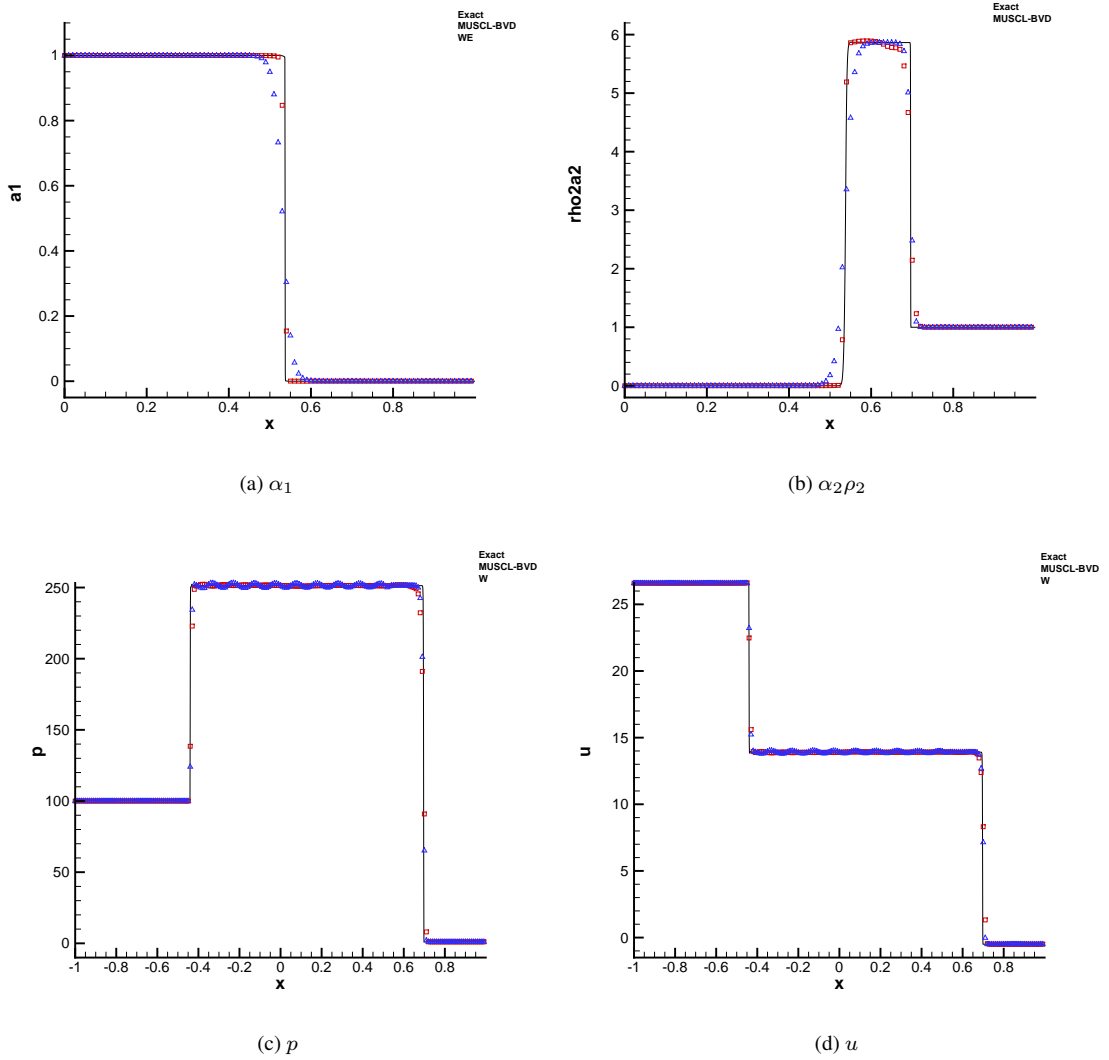 Exact
MUSCL-BVD
WE
1
0.8
0.6
0.4
0.2
0
a1
0 0.2 0.4 0.6 0.8
x
(a) α₁
Exact
MUSCL-BVD
6
5
4
3
2
1
0
rho2a2
0 0.2 0.4 0.6 0.8
x
(b) α₂ρ₂
Exact
MUSCL-BVD
W
250
200
150
100
50
0
p
-1 -0.8 -0.6 -0.4 -0.2 0 0.2 0.4 0.6 0.8
x
(c) p
Exact
MUSCL-BVD
W
25
20
15
10
5
0
u
-1 -0.8 -0.6 -0.4 -0.2 0 0.2 0.4 0.6 0.8
x
(d) u